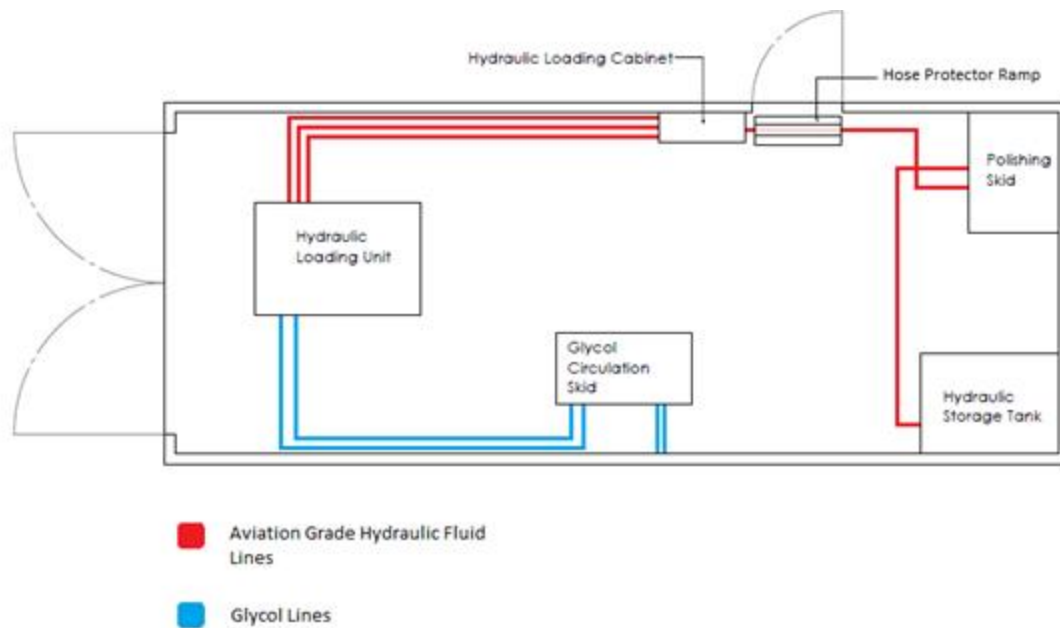 Hydraulic Loading Cabinet
Hose Protector Ramp
Polishing
Skid
Hydraulic
Loading Unit
Glycol
Circulation
Skid
Hydraulic
Storage Tank
Aviation Grade Hydraulic Fluid
Lines
Glycol Lines